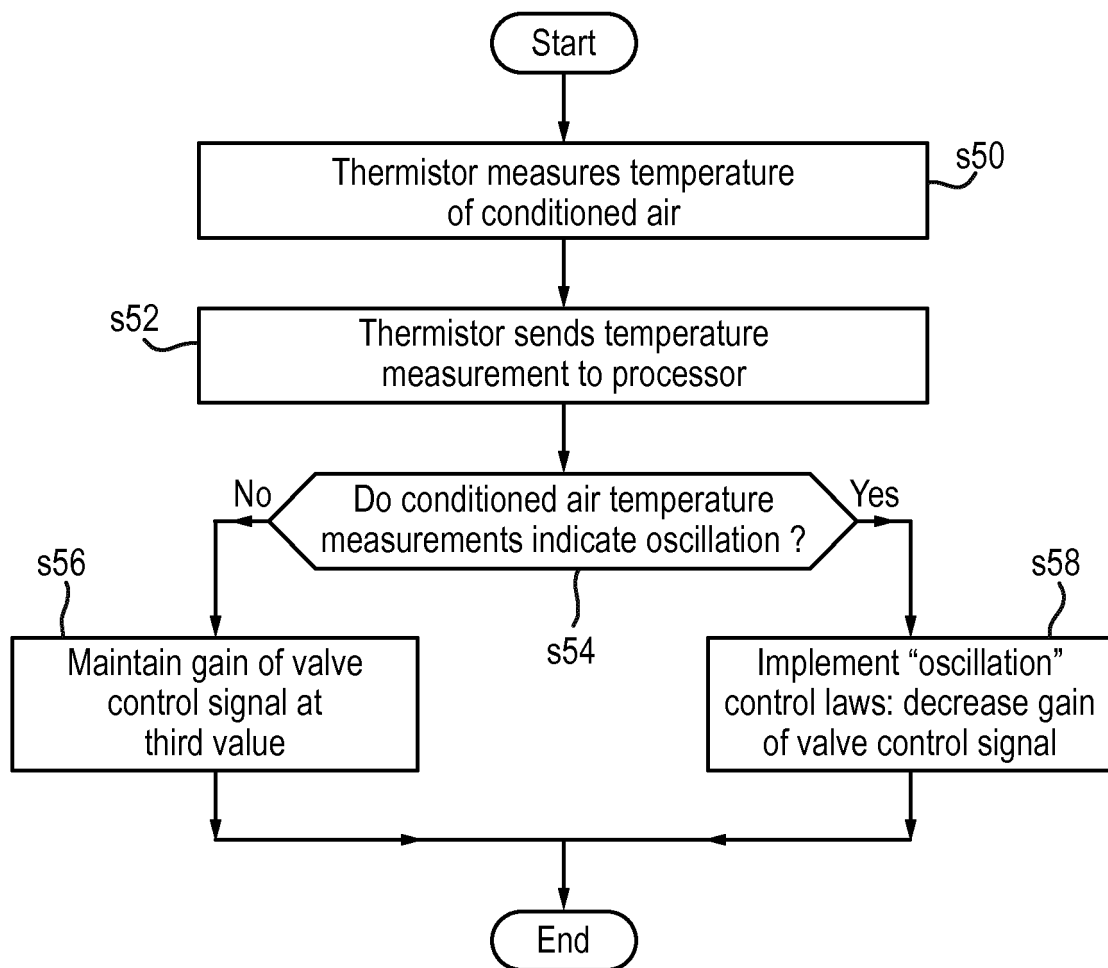 Start
Thermistor measures temperature
of conditioned air
s50
s52
Thermistor sends temperature
measurement to processor
No
Do conditioned air temperature
measurements indicate oscillation ?
Yes
s54
s56
Maintain gain of valve
control signal at
third value
s58
Implement “oscillation”
control laws: decrease gain
of valve control signal
End